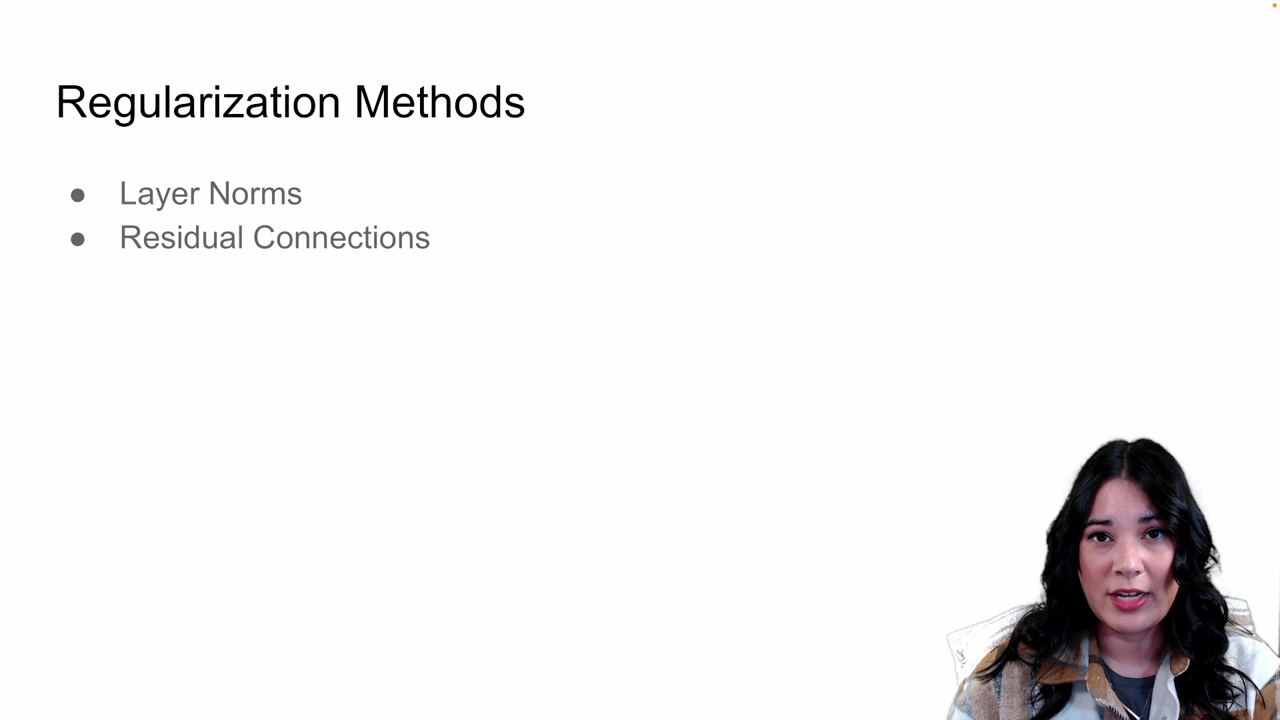 Regularization Methods
● Layer Norms
● Residual Connections